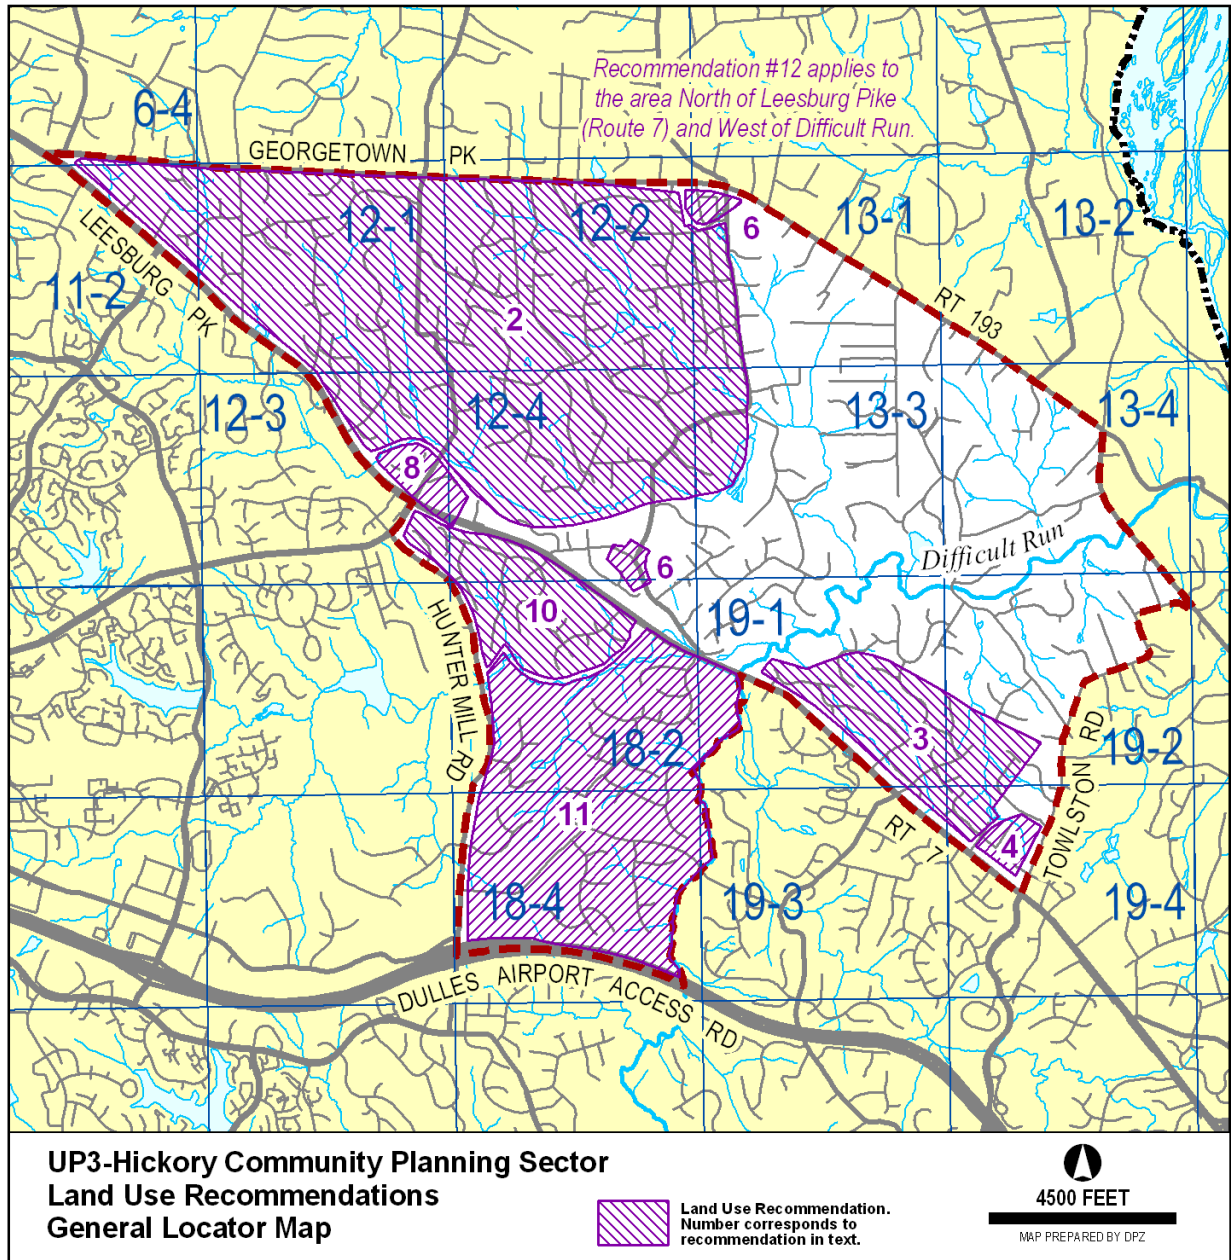 Recommendation #12 applies to
the area North of Leesburg Pike
(Route 7) and West of Difficult Run.
6-4
GEORGETOWN PK
12-1
12-2
6
13-1
13-2
LEESBURG PK
11-2
2
RT 193
12-3
12-4
13-3
13-4
8
Difficult Run
6
10
19-1
HUNTER MILL RD
18-2
3
19-2
TOWLSTON RD
11
RT 7
4
18-4
19-3
19-4
DULLES AIRPORT ACCESS RD
UP3-Hickory Community Planning Sector
Land Use Recommendations
General Locator Map
Land Use Recommendation.
Number corresponds to
recommendation in text.
4500 FEET
MAP PREPARED BY DPZ